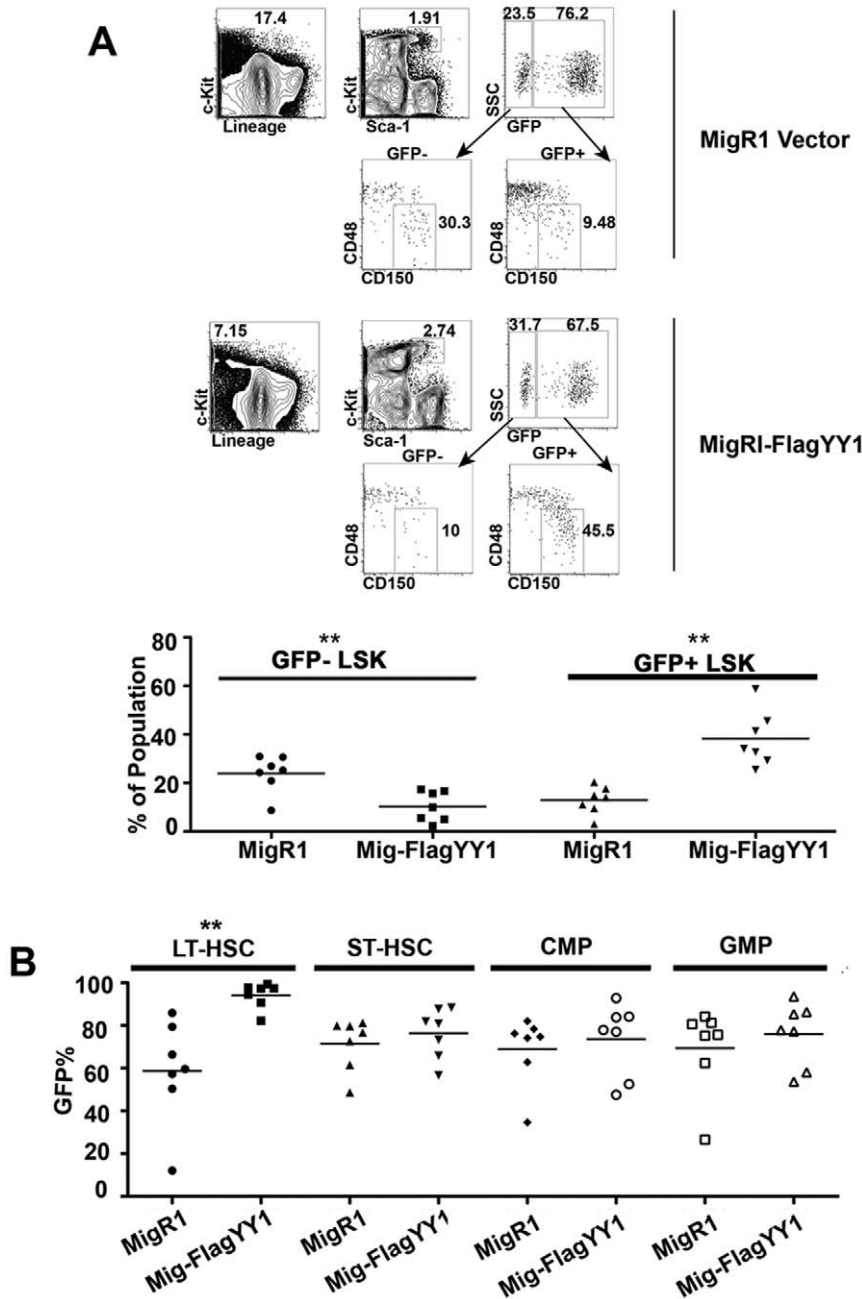 A
17.4
c-Kit
Lineage
1.91
c-Kit
Sca-1
23.5 76.2
SSC
GFP
GFP-
CD48
30.3
CD150
GFP+
CD48
9.48
CD150
MigR1 Vector
7.15
c-Kit
Lineage
2.74
c-Kit
Sca-1
31.7 67.5
SSC
GFP
GFP-
CD48
10
CD150
GFP+
CD48
45.5
CD150
MigRI-FlagYY1
% of Population
80
60
40
20
0
**
GFP- LSK
**
GFP+ LSK
MigR1 Mig-FlagYY1 MigR1 Mig-FlagYY1
B
**
LT-HSC ST-HSC CMP GMP
GFP%
100
80
60
40
20
0
MigR1 Mig-FlagYY1 MigR1 Mig-FlagYY1 MigR1 Mig-FlagYY1 MigR1 Mig-FlagYY1